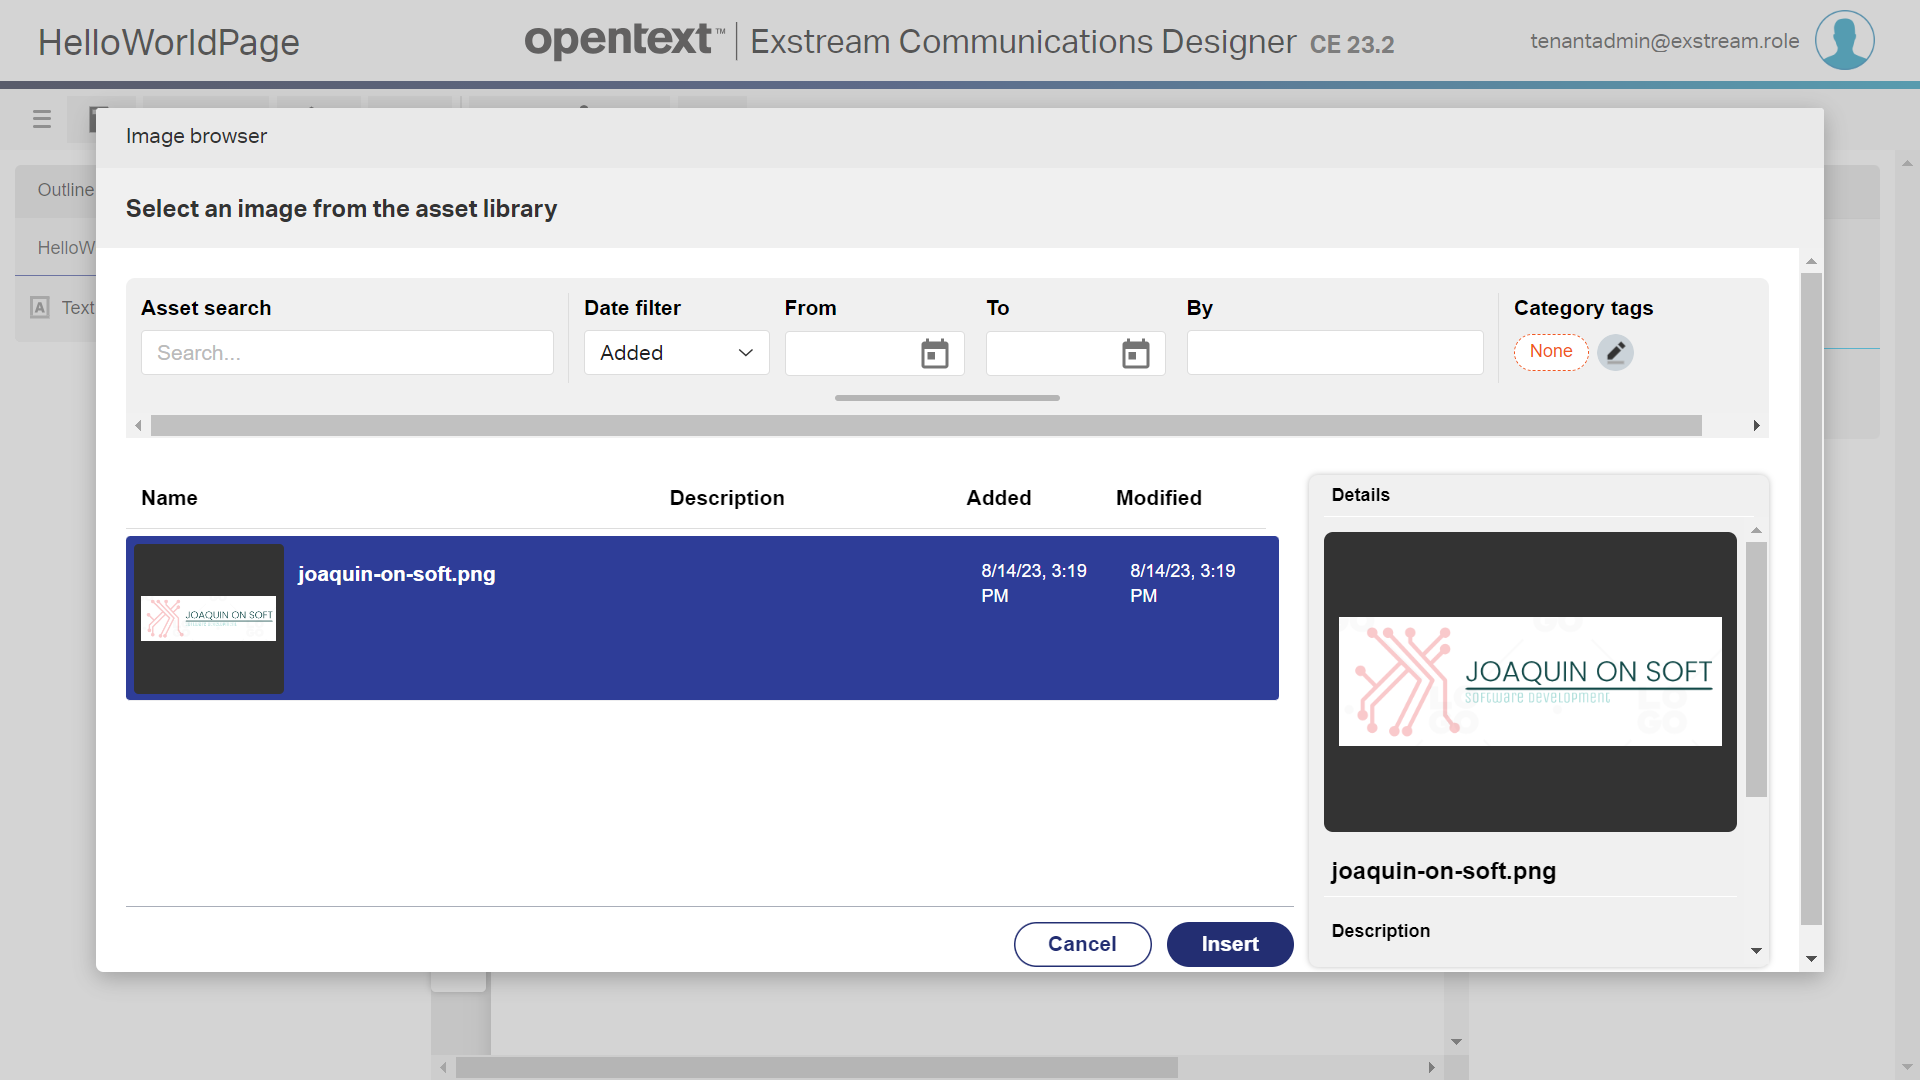 HelloWorldPage
opentext™ | Exstream Communications Designer CE 23.2
tenantadmin@exstream.role
Image browser
Outline
Select an image from the asset library
HelloW
A Text
Asset search
Search...
Date filter
Added
From
To
By
Category tags
None
Name
Description
Added
Modified
joaquin-on-soft.png
8/14/23, 3:19
PM
8/14/23, 3:19
PM
JOAQUIN ON SOFT
Details
JOAQUIN ON SOFT
SOFTWARE DEVELOPMENT
joaquin-on-soft.png
Description
Cancel
Insert